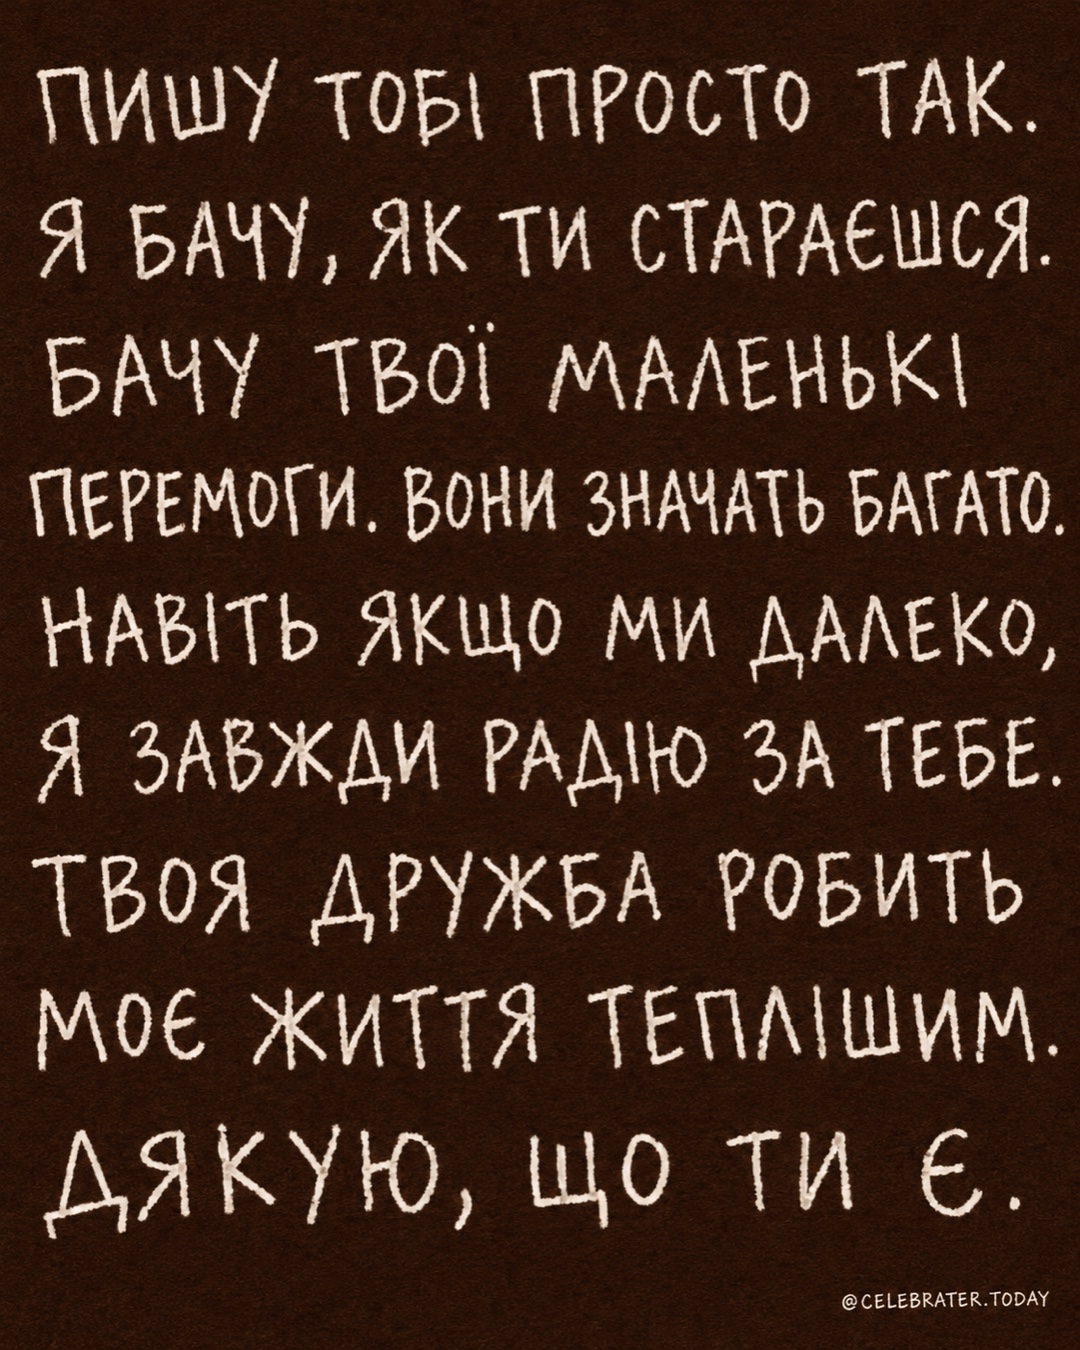 ПИШУ ТОБІ ПРОСТО ТАК.
Я БАЧУ, ЯК ТИ СТАРАЄШСЯ.
БАЧУ ТВОЇ МАЛЕНЬКІ
ПЕРЕМОГИ. ВОНИ ЗНАЧАТЬ БАГАТО.
НАВІТЬ ЯКЩО МИ ДАЛЕКО,
Я ЗАВЖДИ РАДІЮ ЗА ТЕБЕ.
ТВОЯ ДРУЖБА РОБИТЬ
МОЄ ЖИТТЯ ТЕПЛІШИМ.
ДЯКУЮ, ЩО ТИ Є.
@CELEBRATER.TODAY